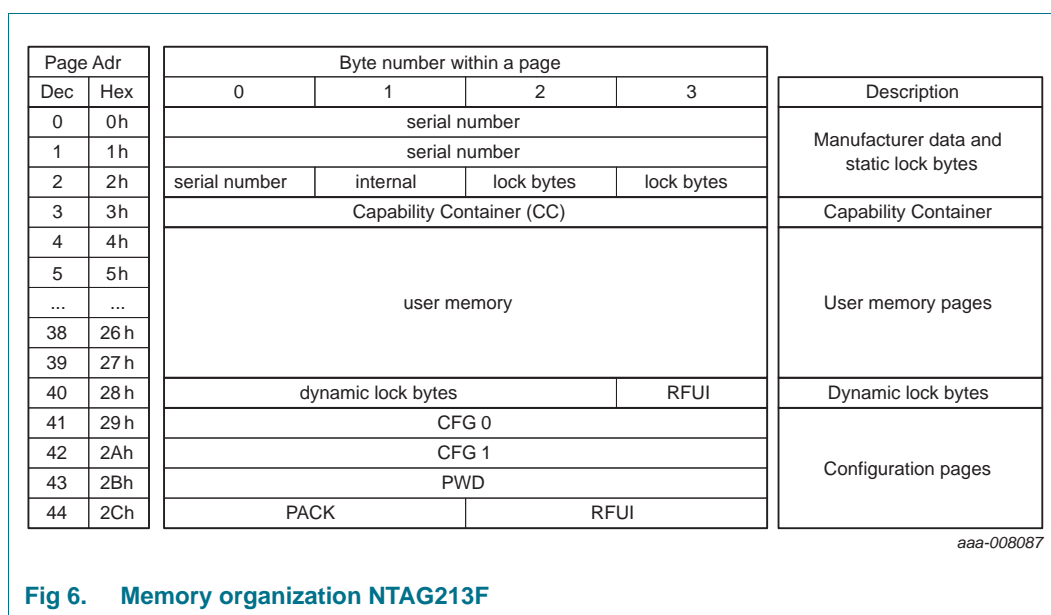 Page Adr Byte number within a page
Dec Hex 0 1 2 3 Description
0 0h serial number
1 1h serial number
Manufacturer data and
static lock bytes
2 2h serial number internal lock bytes lock bytes
3 3h Capability Container (CC) Capability Container
4 4h
5 5h
... ... user memory User memory pages
38 26h
39 27h
40 28h dynamic lock bytes RFUI Dynamic lock bytes
41 29h CFG 0
42 2Ah CFG 1
Configuration pages
43 2Bh PWD
44 2Ch PACK RFUI
aaa-008087
Fig 6. Memory organization NTAG213F